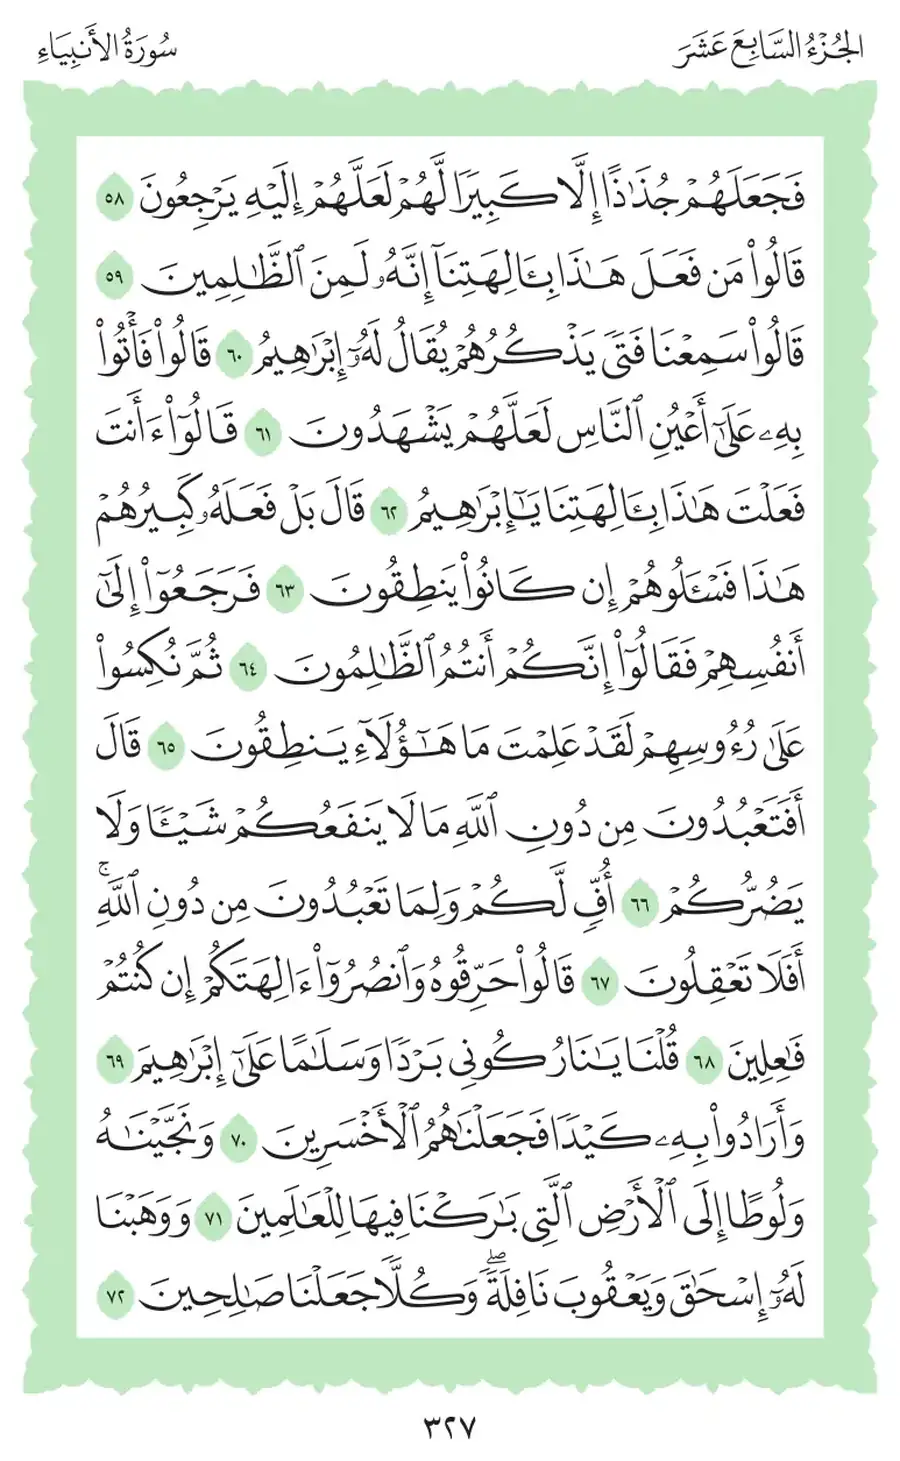 الجُزْءُ السَّابِعَ عَشَرَ
سُورَةُ الأَنبِيَاءِ
فَجَعَلَهُمْ جُذَٰذًا إِلَّا كَبِيرًا لَّهُمْ لَعَلَّهُمْ إِلَيْهِ يَرْجِعُونَ ٥٨
قَالُوا۟ مَن فَعَلَ هَـٰذَا بِـَٔالِهَتِنَآ إِنَّهُۥ لَمِنَ ٱلظَّـٰلِمِينَ ٥٩
قَالُوا۟ سَمِعْنَا فَتًى يَذْكُرُهُمْ يُقَالُ لَهُۥٓ إِبْرَٰهِيمُ ٦٠ قَالُوا۟ فَأْتُوا۟
بِهِۦ عَلَىٰٓ أَعْيُنِ ٱلنَّاسِ لَعَلَّهُمْ يَشْهَدُونَ ٦١ قَالُوٓا۟ ءَأَنتَ
فَعَلْتَ هَـٰذَا بِـَٔالِهَتِنَا يَـٰٓإِبْرَٰهِيمُ ٦٢ قَالَ بَلْ فَعَلَهُۥ كَبِيرُهُمْ
هَـٰذَا فَسْـَٔلُوهُمْ إِن كَانُوا۟ يَنطِقُونَ ٦٣ فَرَجَعُوٓا۟ إِلَىٰٓ
أَنفُسِهِمْ فَقَالُوٓا۟ إِنَّكُمْ أَنتُمُ ٱلظَّـٰلِمُونَ ٦٤ ثُمَّ نُكِسُوا۟
عَلَىٰ رُءُوسِهِمْ لَقَدْ عَلِمْتَ مَا هَـٰٓؤُلَآءِ يَنطِقُونَ ٦٥ قَالَ
أَفَتَعْبُدُونَ مِن دُونِ ٱللَّهِ مَا لَا يَنفَعُكُمْ شَيْـًٔا وَلَا
يَضُرُّكُمْ ٦٦ أُفٍّ لَّكُمْ وَلِمَا تَعْبُدُونَ مِن دُونِ ٱللَّهِ ۚ
أَفَلَا تَعْقِلُونَ ٦٧ قَالُوا۟ حَرِّقُوهُ وَٱنصُرُوٓا۟ ءَالِهَتَكُمْ إِن كُنتُمْ
فَـٰعِلِينَ ٦٨ قُلْنَا يَـٰنَارُ كُونِى بَرْدًا وَسَلَـٰمًا عَلَىٰٓ إِبْرَٰهِيمَ ٦٩
وَأَرَادُوا۟ بِهِۦ كَيْدًا فَجَعَلْنَـٰهُمُ ٱلْأَخْسَرِينَ ٧٠ وَنَجَّيْنَـٰهُ
وَلُوطًا إِلَى ٱلْأَرْضِ ٱلَّتِى بَـٰرَكْنَا فِيهَا لِلْعَـٰلَمِينَ ٧١ وَوَهَبْنَا
لَهُۥٓ إِسْحَـٰقَ وَيَعْقُوبَ نَافِلَةً ۖ وَكُلًّا جَعَلْنَا صَـٰلِحِينَ ٧٢
٣٢٧